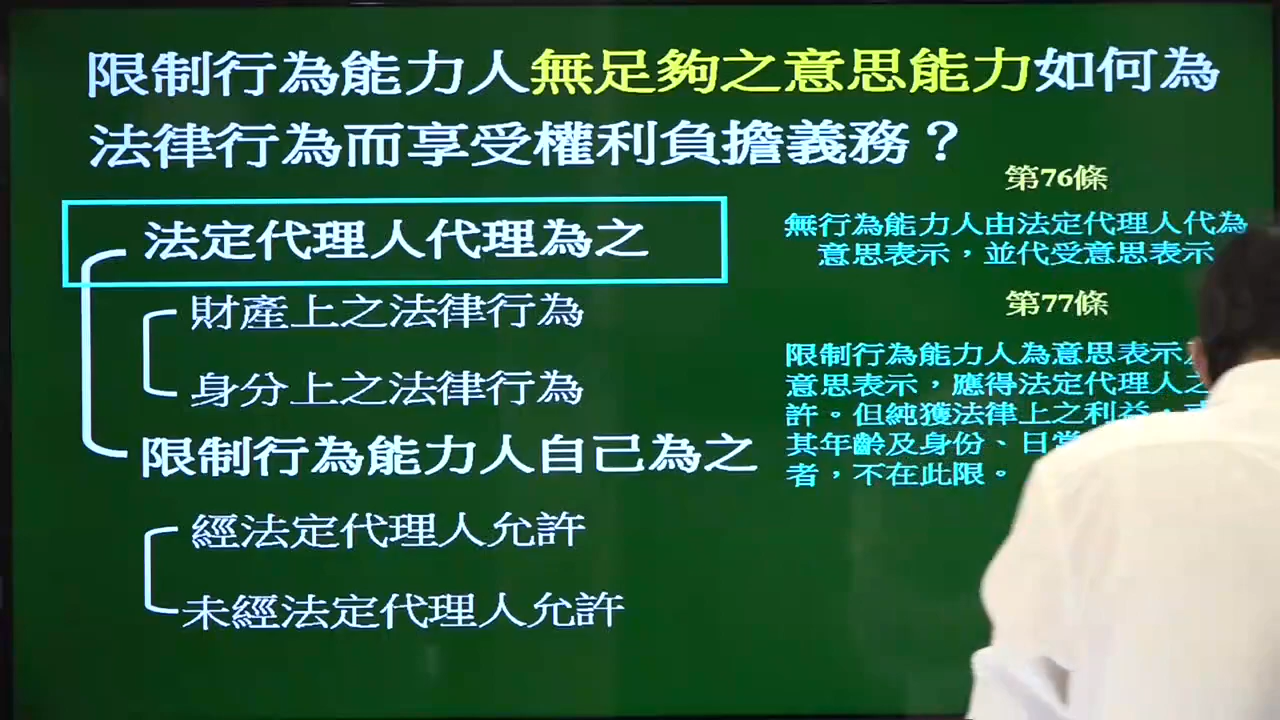 限制行為能力人無足夠之意思能力如何為
法律行為而享受權利負擔義務？
法定代理人代理為之
財產上之法律行為
身分上之法律行為
限制行為能力人自己為之
經法定代理人允許
未經法定代理人允許
第76條
無行為能力人由法定代理人代為
意思表示，並代受意思表示
第77條
限制行為能力人為意思表示
意思表示，應得法定代理人之
許。但純獲法律上之利益，
其年齡及身份、日常
者，不在此限。